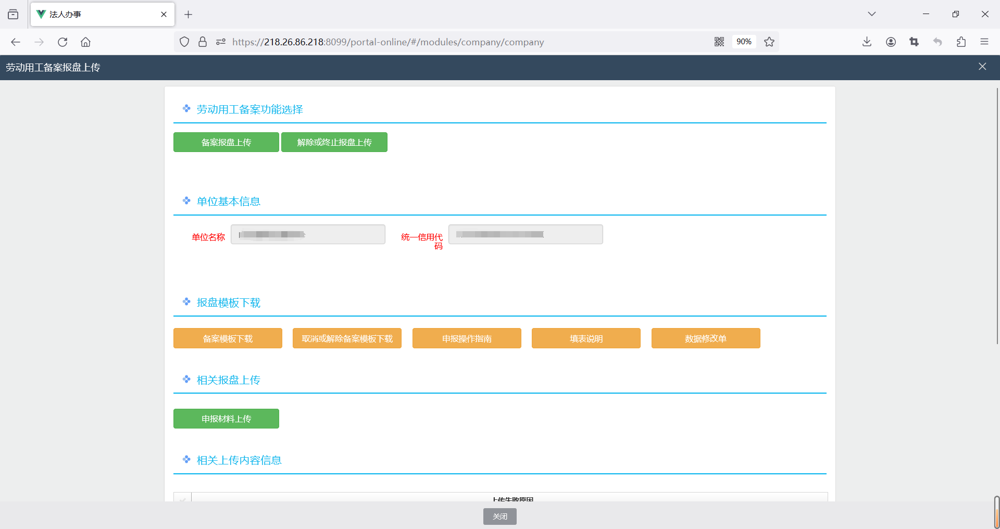 法人办事
https://218.26.86.218:8099/portal-online/#/modules/company/company
90%
劳动用工备案报盘上传
劳动用工备案功能选择
备案报盘上传
解除或终止报盘上传
单位基本信息
单位名称
统一信用代
码
报盘模板下载
备案模板下载
取消或解除备案模板下载
申报操作指南
填表说明
数据修改单
相关报盘上传
申报材料上传
相关上传内容信息
上传失败原因
关闭